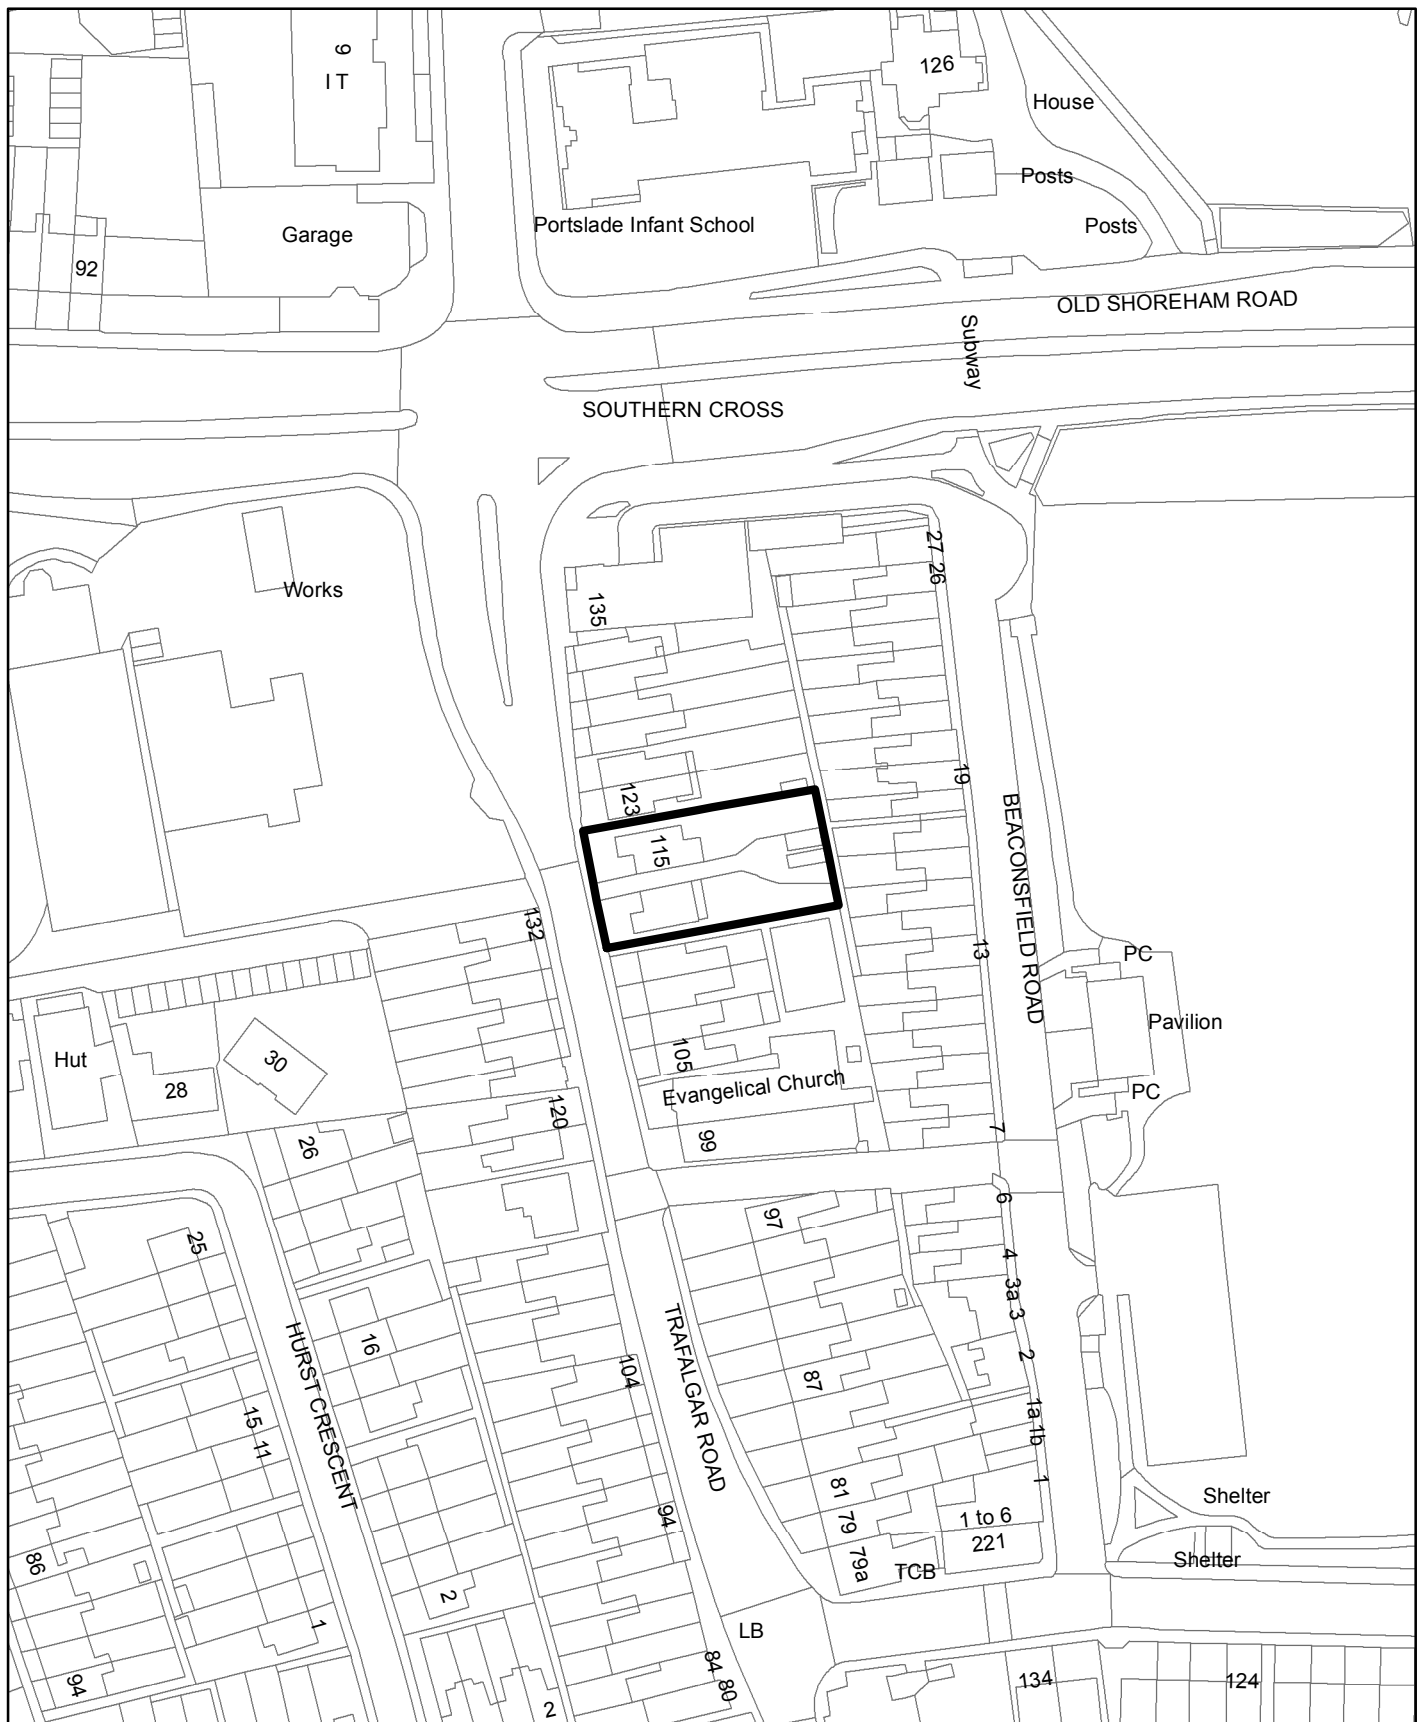 9
I T
126
House
Posts
Portslade Infant School
Posts
Garage
92
OLD SHOREHAM ROAD
Subway
SOUTHERN CROSS
27
26
Works
135
19
123
BEACONSFIELD ROAD
115
132
13
PC
Pavilion
Hut
30
105
28
Evangelical Church
PC
120
26
99
7
6
97
25
4
3a
3
HURST CRESCENT
16
TRAFALGAR ROAD
2
104
87
15
11
1a
1b
1
81
94
79
Shelter
1 to 6
221
86
79a
TCB
Shelter
2
1
LB
84
80
94
134
124
2